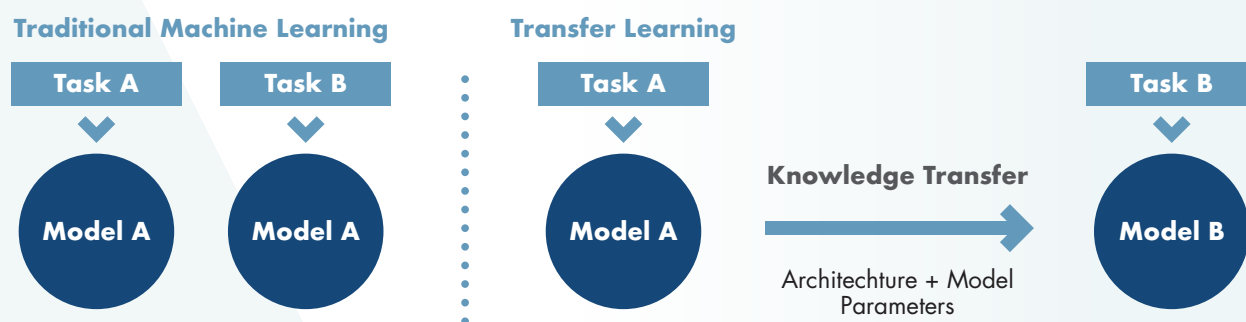 Traditional Machine Learning
Task A
Task B
Model A
Model A
Transfer Learning
Task A
Task B
Model A
Knowledge Transfer
Architechture + Model
Parameters
Model B